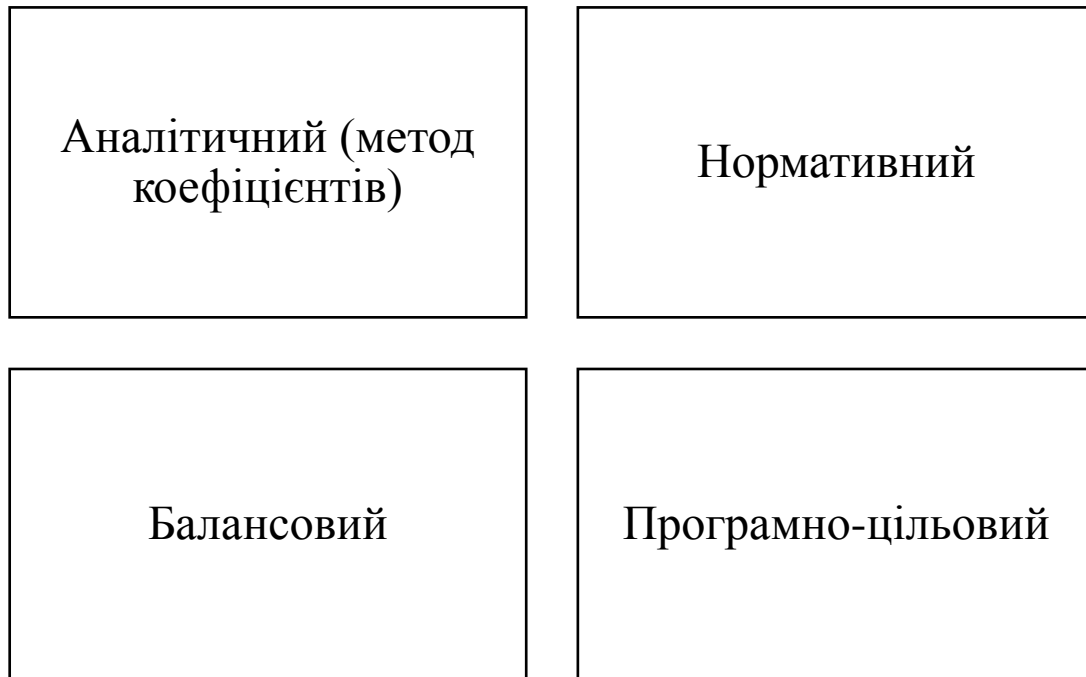 Аналітичний (метод
коефіцієнтів)
Нормативний
Балансовий
Програмно-цільовий